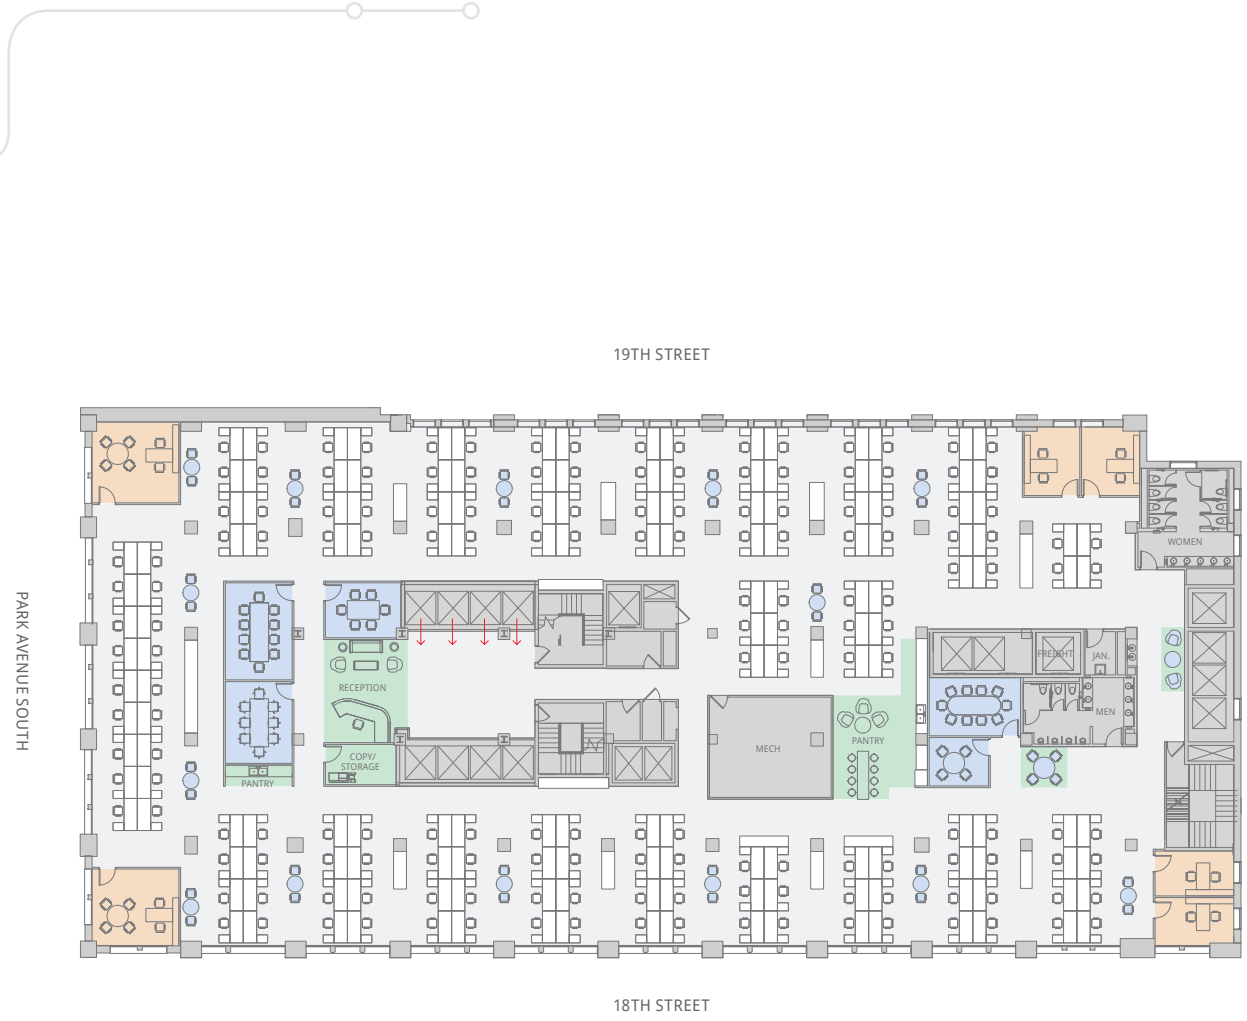 19TH STREET
WOMEN
PARK AVENUE SOUTH
FREIGHT
JAN.
RECEPTION
MEN
PANTRY
MECH
COPY/
STORAGE
PANTRY
18TH STREET